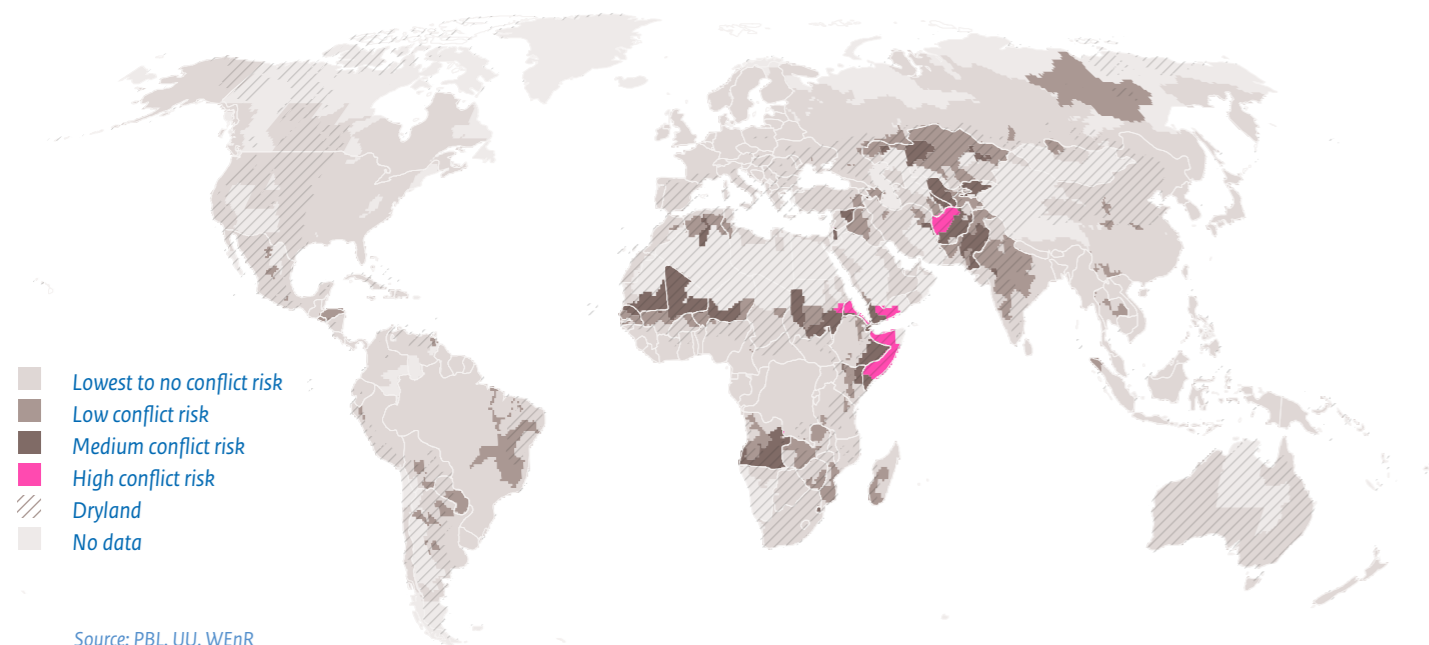 Lowest to no conflict risk
Low conflict risk
Medium conflict risk
High conflict risk
Dryland
No data
Source: PBL, UU, WEnR